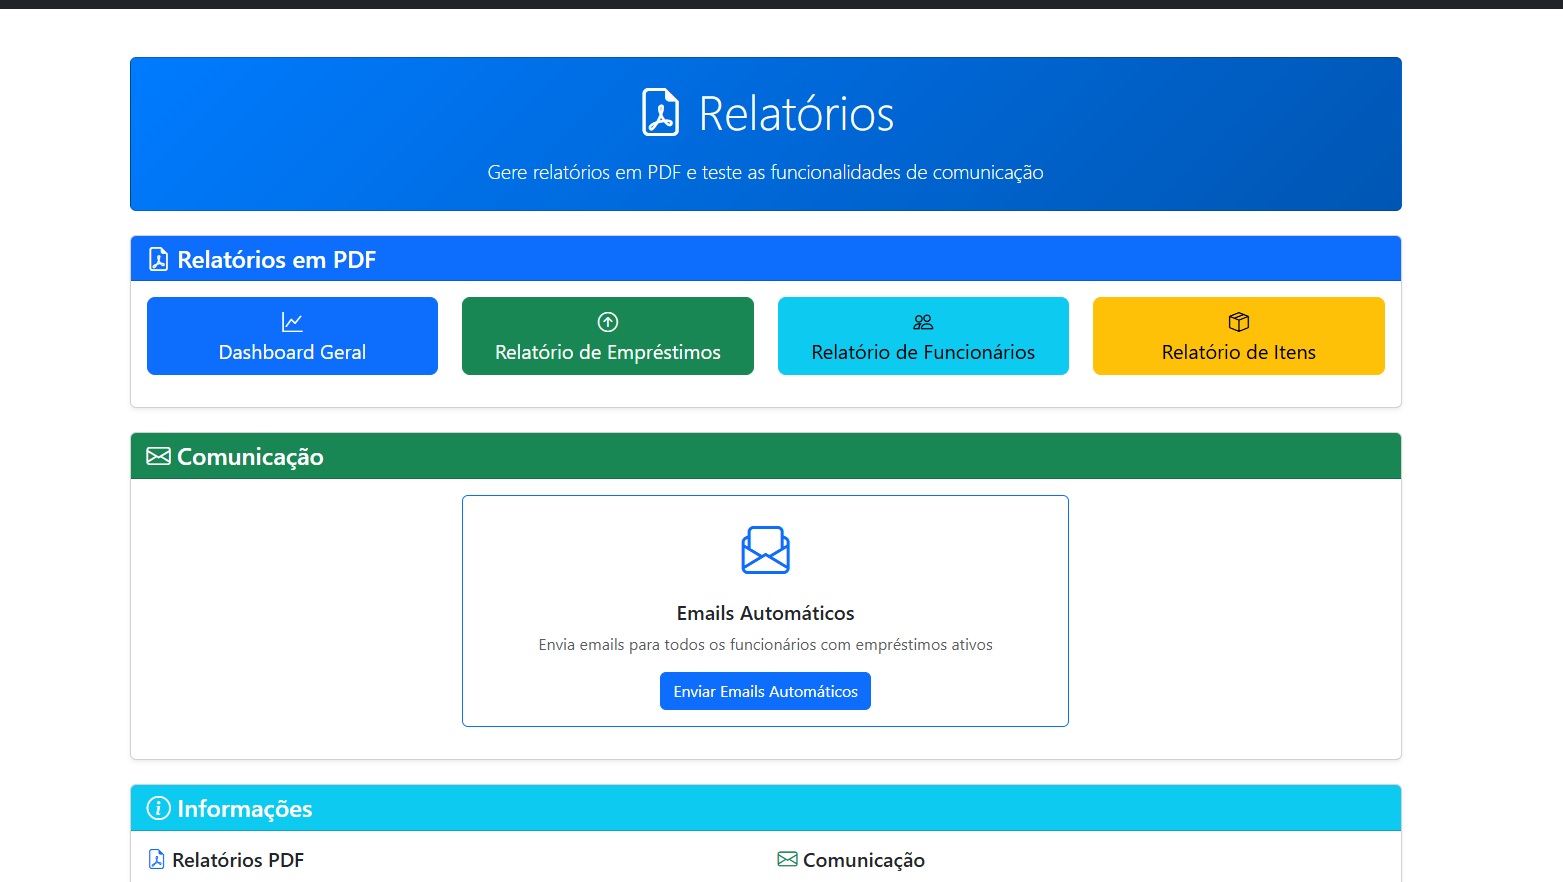 Relatórios
Gere relatórios em PDF e teste as funcionalidades de comunicação
Relatórios em PDF
Dashboard Geral
Relatório de Empréstimos
Relatório de Funcionários
Relatório de Itens
Comunicação
Emails Automáticos
Envia emails para todos os funcionários com empréstimos ativos
Enviar Emails Automáticos
Informações
Relatórios PDF
Comunicação